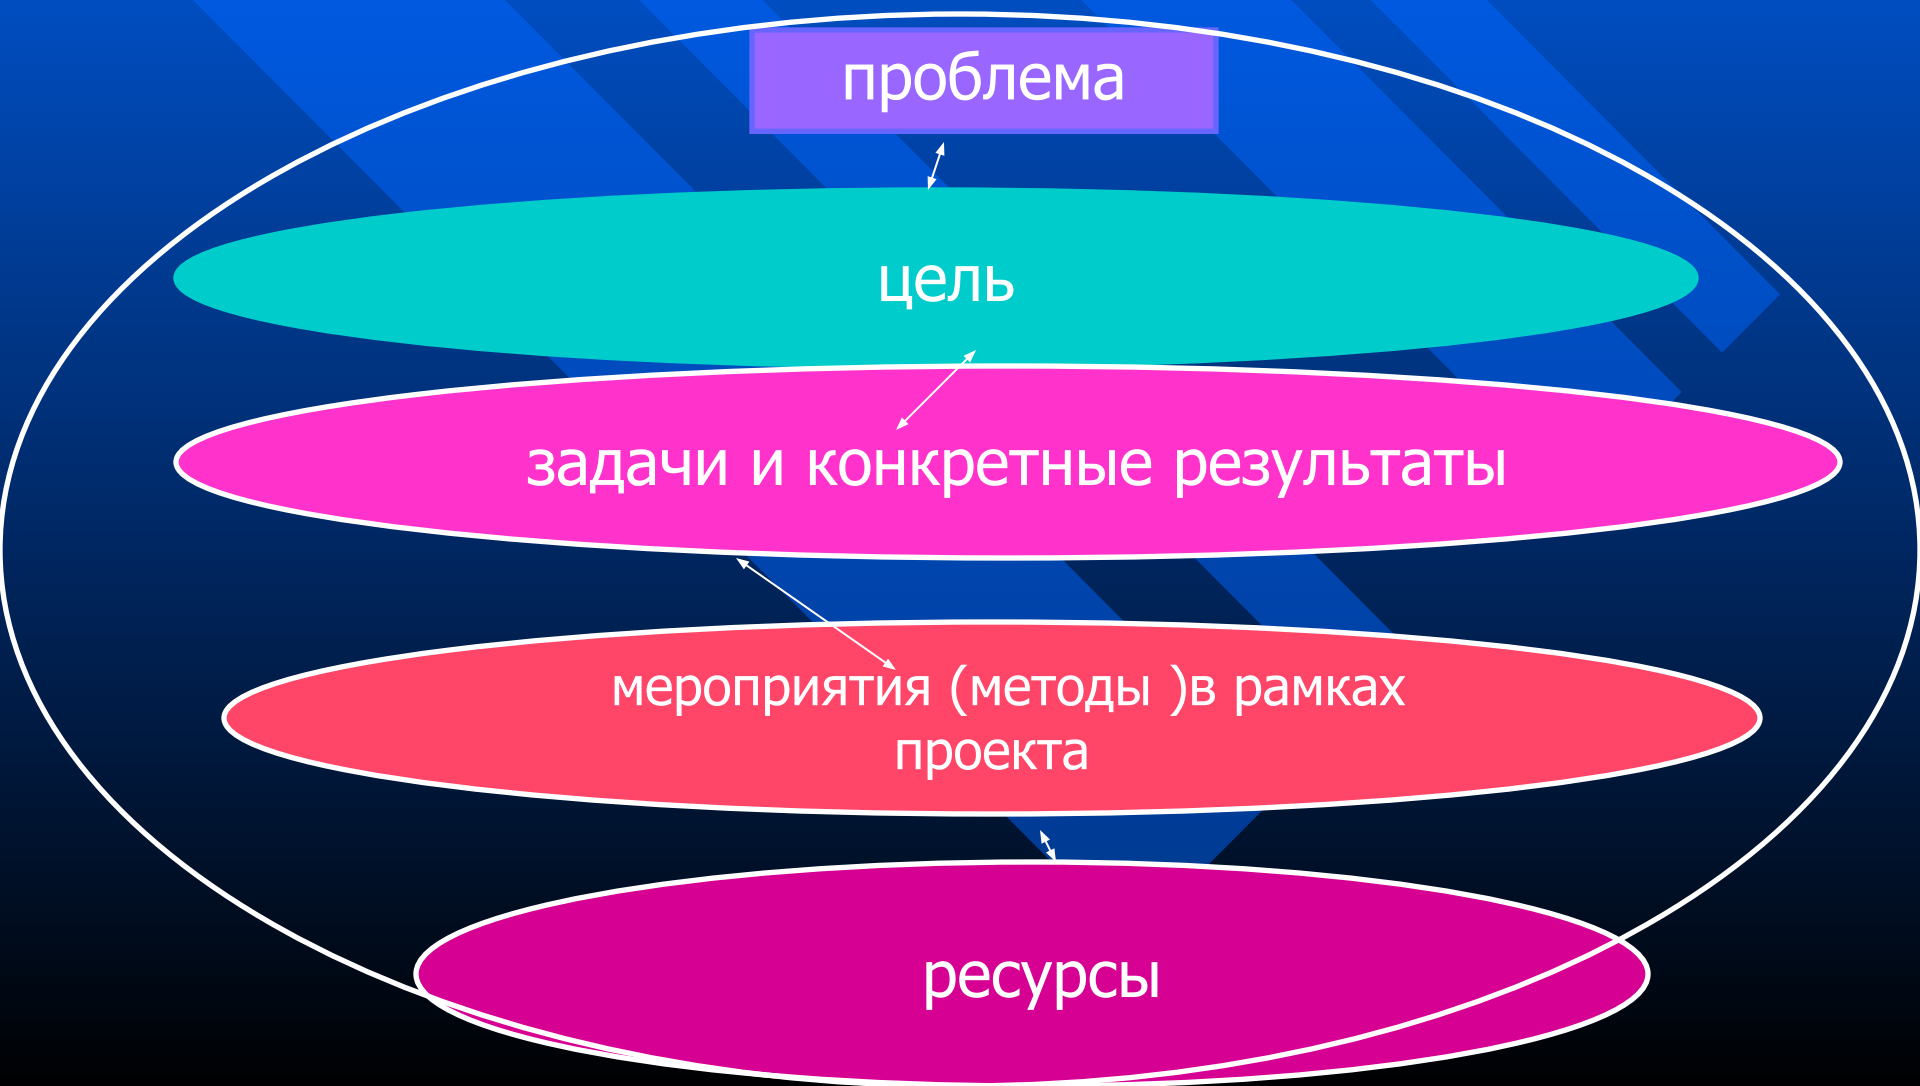 проблема
цель
задачи и конкретные результаты
мероприятия (методы )в рамках
проекта
ресурсы